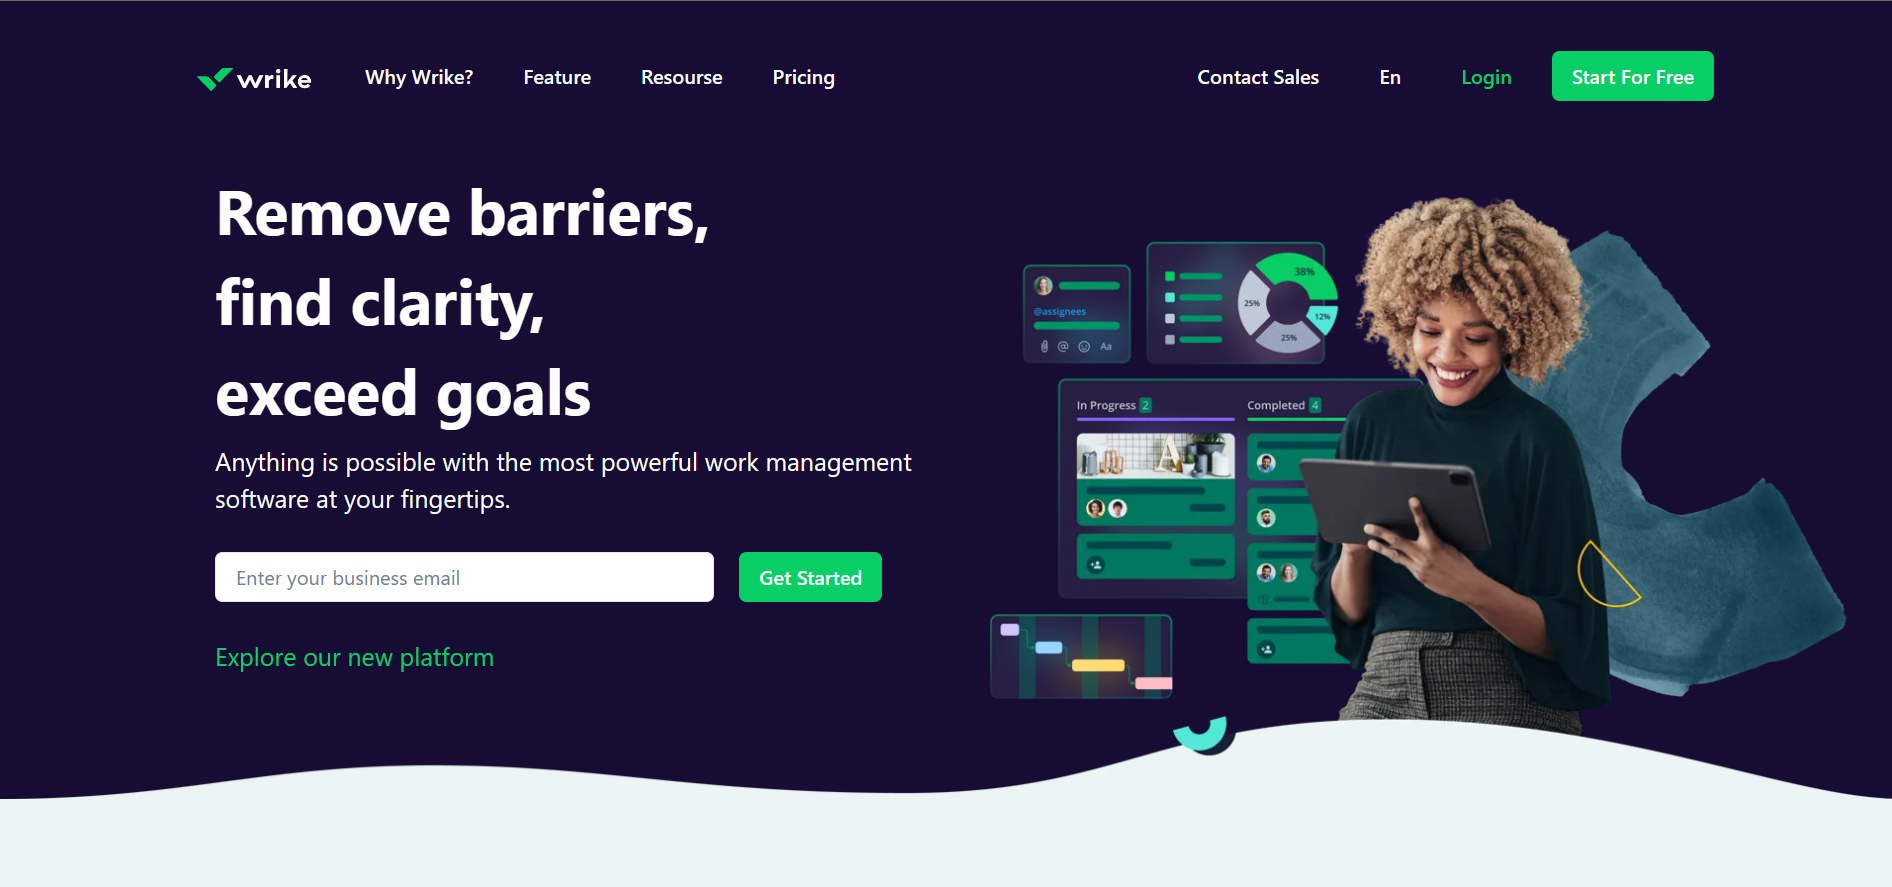 wrike
Why Wrike?
Feature
Resourse
Pricing
Contact Sales
En
Login
Start For Free
Remove barriers,
find clarity,
exceed goals
Anything is possible with the most powerful work management
software at your fingertips.
Enter your business email
Get Started
Explore our new platform
@assignees
@
Aa
38%
25%
12%
25%
In Progress 2
Completed 4
A